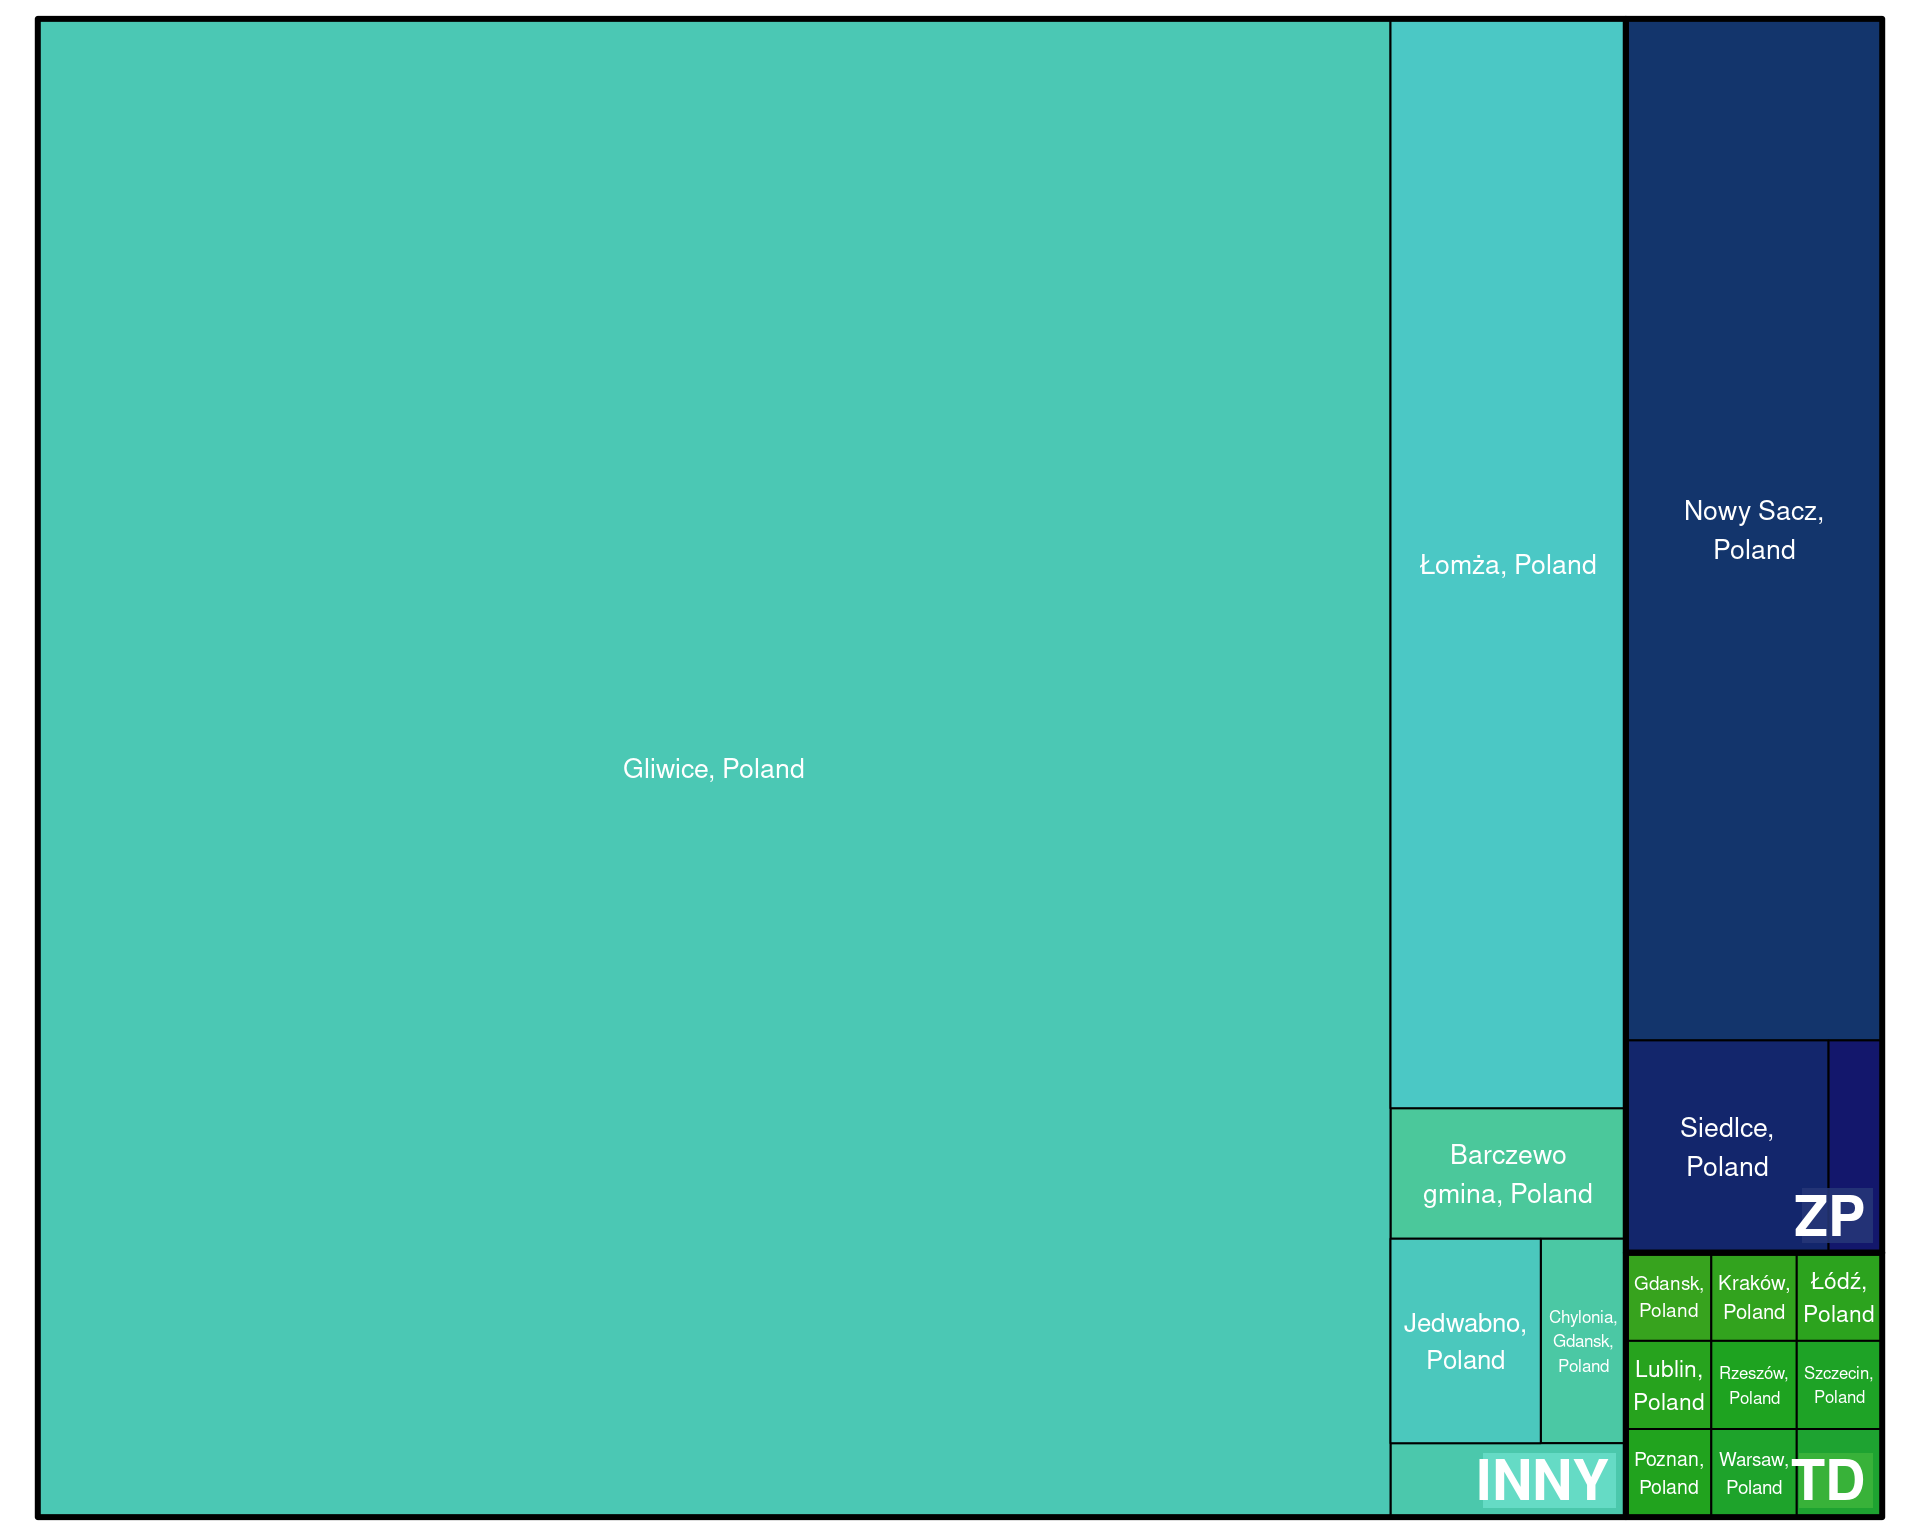 Gliwice, Poland
Łomża, Poland
Barczewo
gmina, Poland
Jedwabno,
Poland
Chylonia,
Gdansk,
Poland
INNY
Nowy Sacz,
Poland
Siedlce,
Poland
ZP
Gdansk,
Poland
Kraków,
Poland
Łódź,
Poland
Lublin,
Poland
Rzeszów,
Poland
Szczecin,
Poland
Poznan,
Poland
Warsaw,
Poland
TD